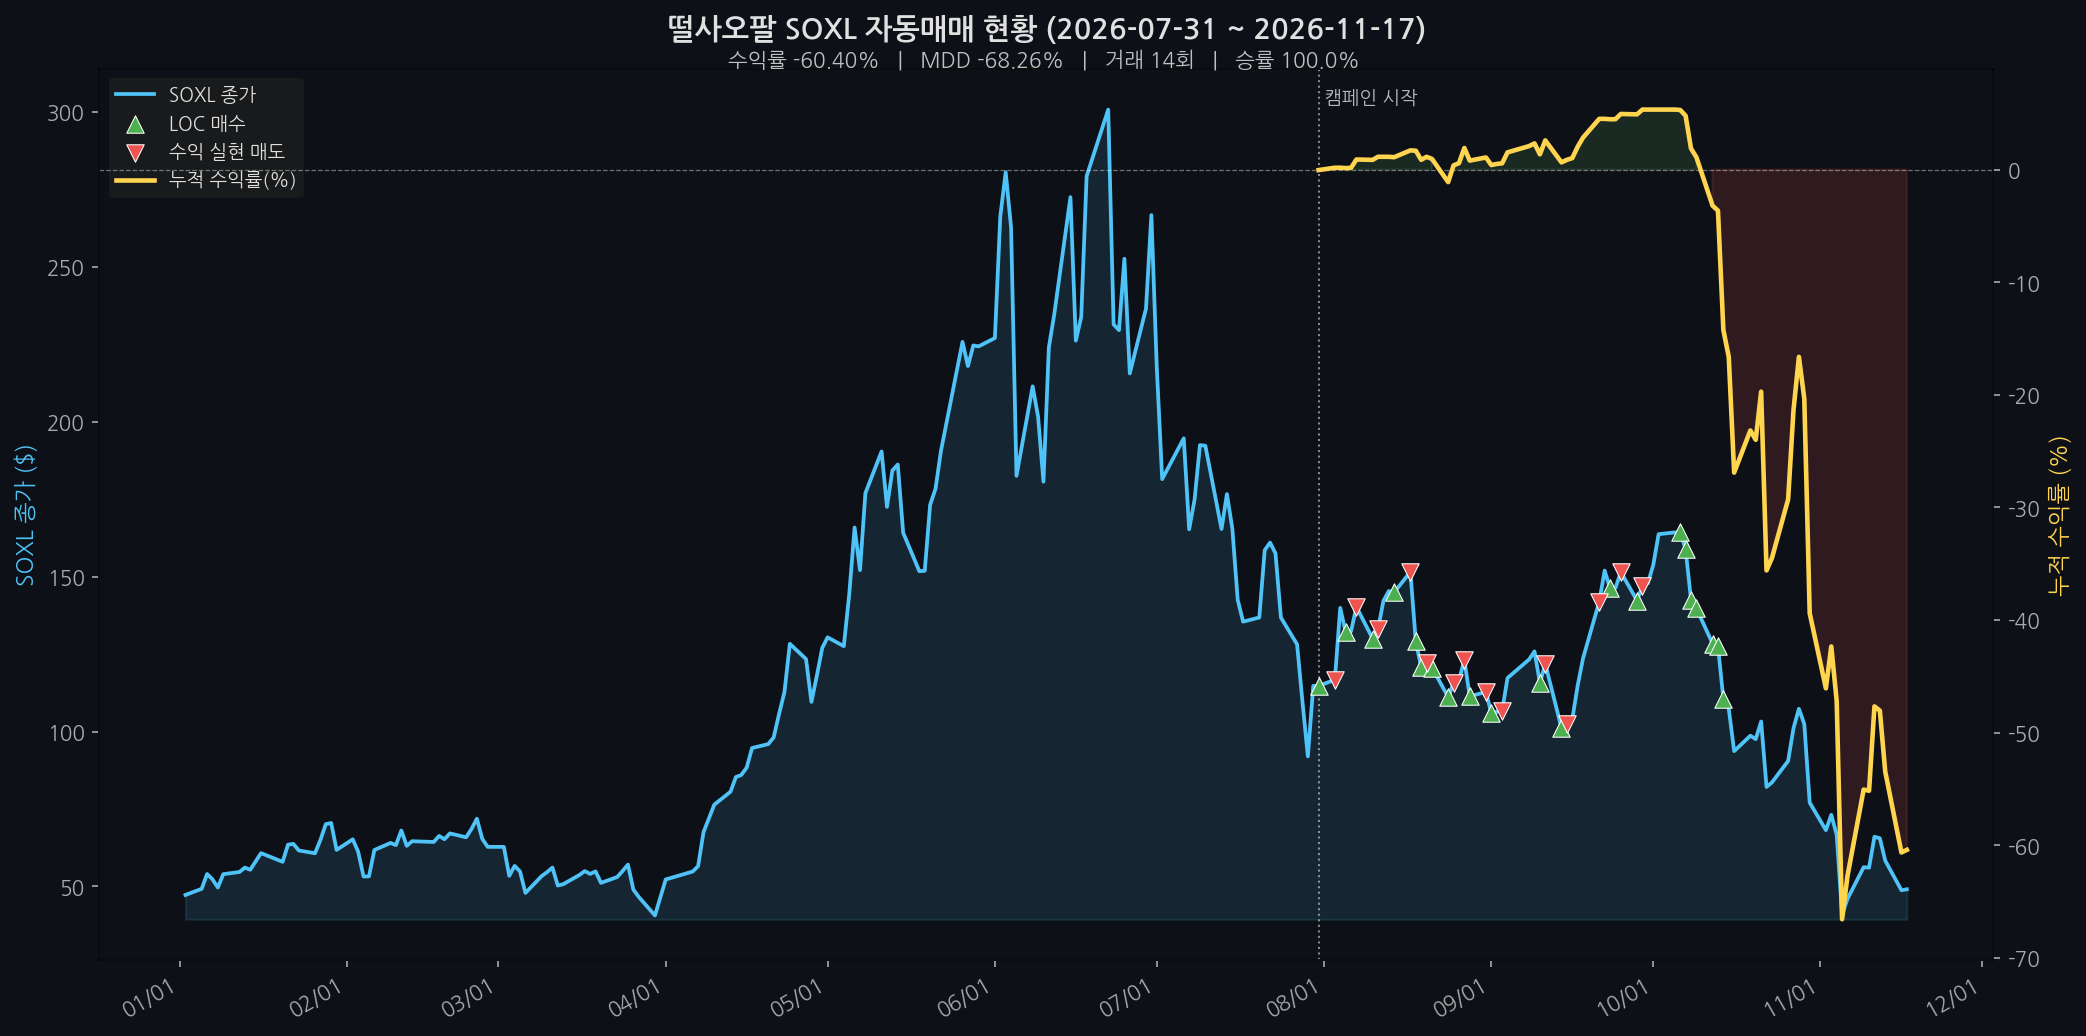 떨사오팔 SOXL 자동매매 현황 (2026-07-31 ~ 2026-11-17)
수익률 -60.40% | MDD -68.26% | 거래 14회 | 승률 100.0%
SOXL 종가
LOC 매수
수익 실현 매도
누적 수익률(%)
캠페인 시작
SOXL 종가 ($)
300
250
200
150
100
50
누적 수익률 (%)
0
-10
-20
-30
-40
-50
-60
-70
01/01
02/01
03/01
04/01
05/01
06/01
07/01
08/01
09/01
10/01
11/01
12/01